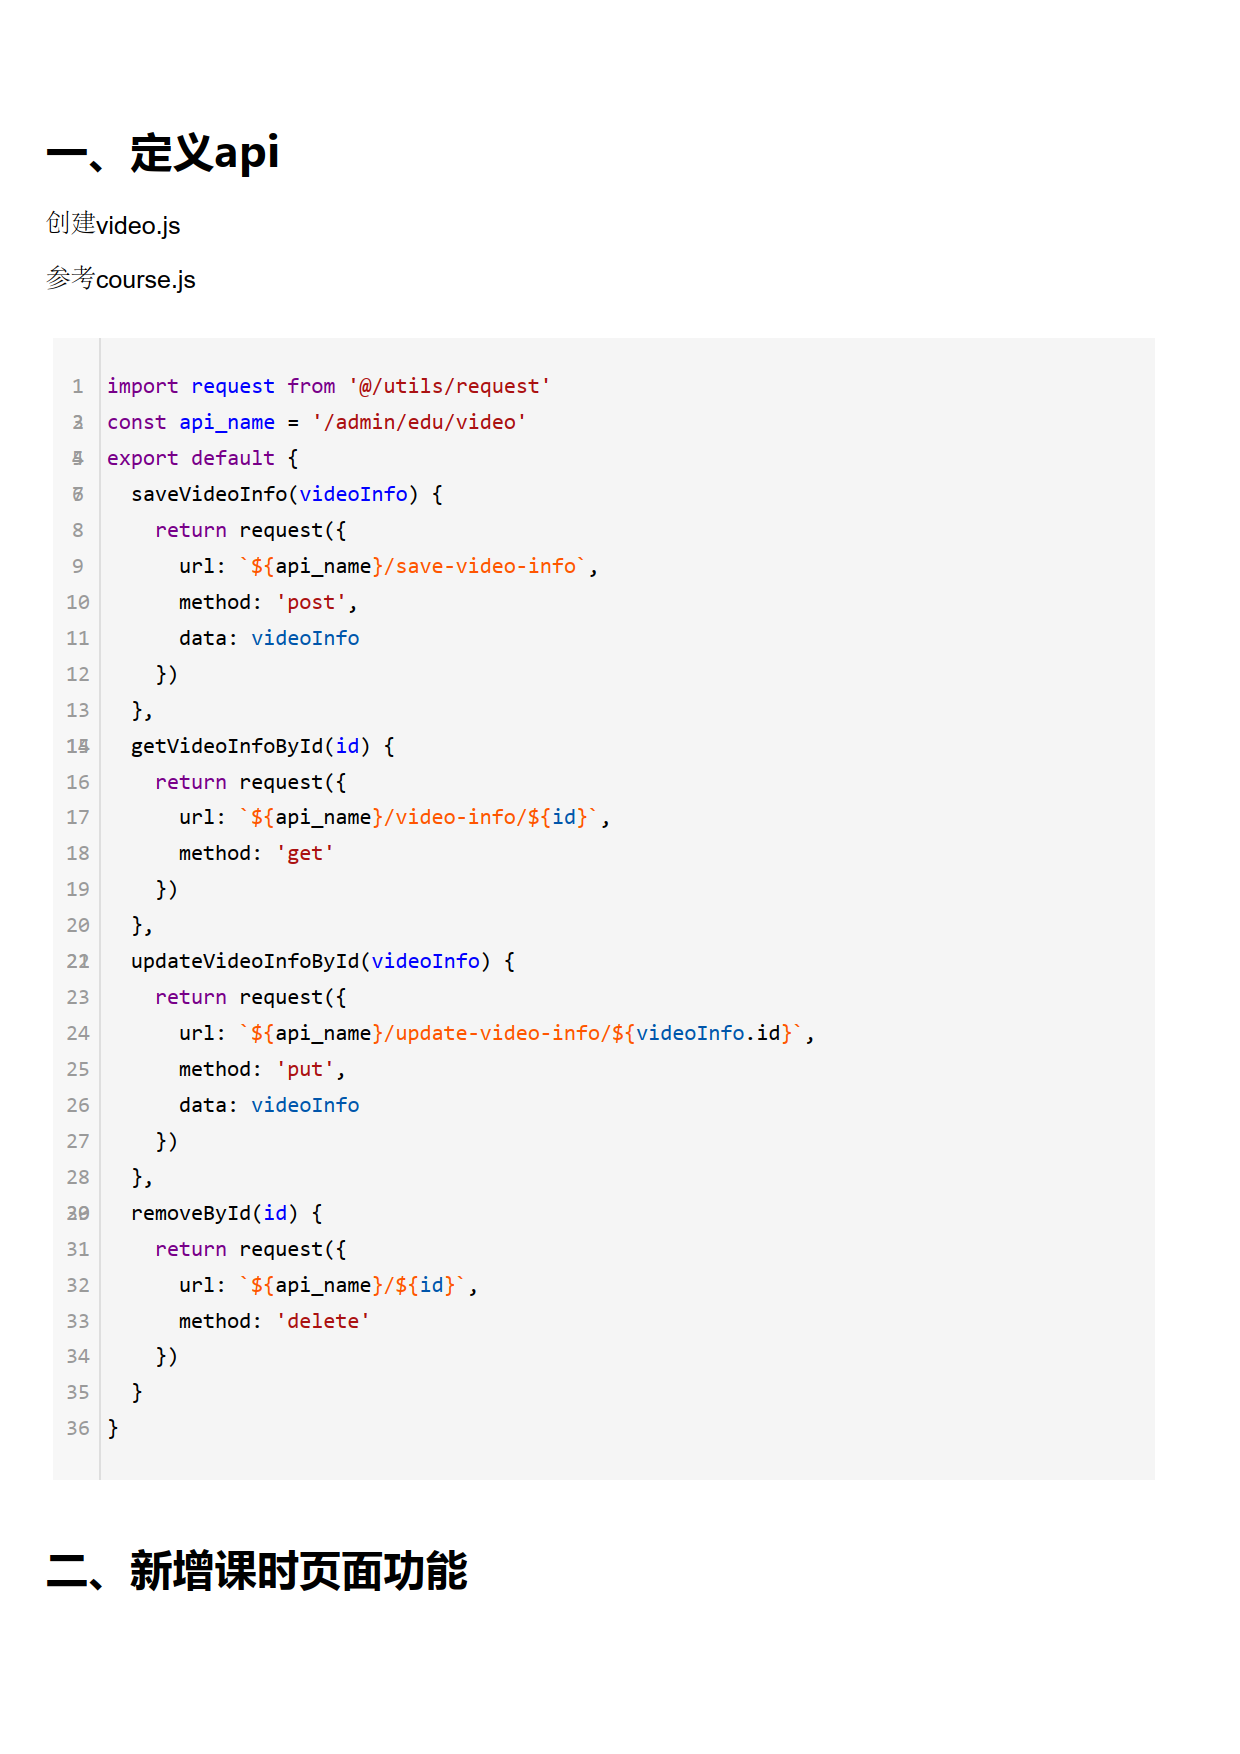 一、定义api
创建video.js
参考course.js
1 import request from '@/utils/request'
const api_name = '/admin/edu/video'
export default {
saveVideoInfo(videoInfo) {
8 return request({
9 url: `${api_name}/save-video-info`,
10 method: 'post',
11 data: videoInfo
12 })
13 },
getVideoInfoById(id) {
16 return request({
17 url: `${api_name}/video-info/${id}`,
18 method: 'get'
19 })
20 },
updateVideoInfoById(videoInfo) {
23 return request({
24 url: `${api_name}/update-video-info/${videoInfo.id}`,
25 method: 'put',
26 data: videoInfo
27 })
28 },
removeById(id) {
31 return request({
32 url: `${api_name}/${id}`,
33 method: 'delete'
34 })
35 }
36 }
二、新增课时页面功能